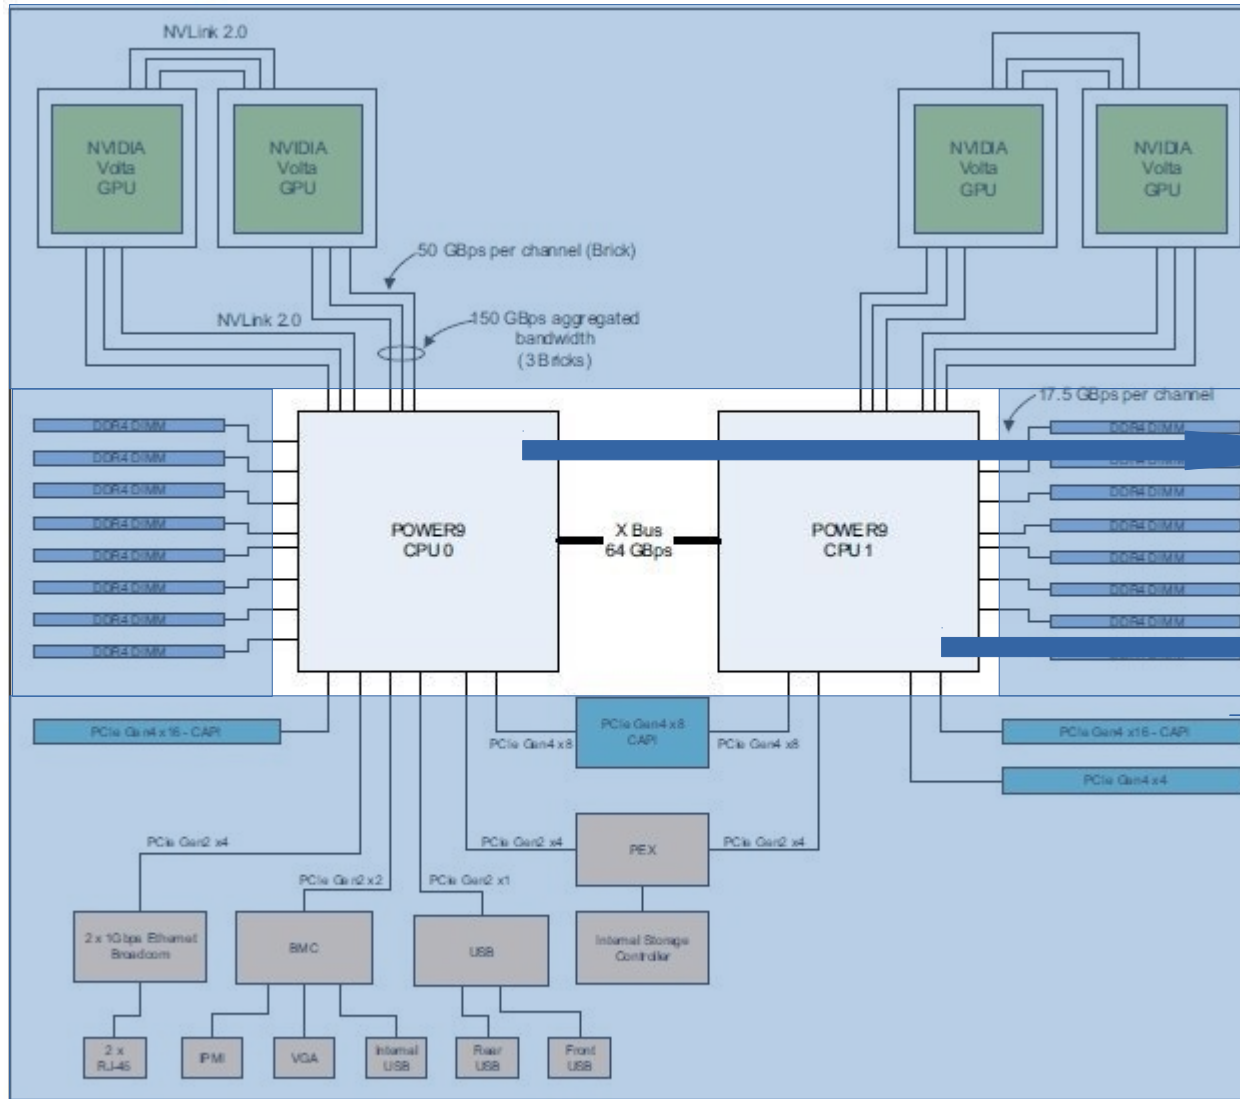 NVLink 2.0
NVIDIA
Volta
GPU
NVIDIA
Volta
GPU
NVIDIA
Volta
GPU
NVIDIA
Volta
GPU
50 GBps per channel (Brick)
NVLink 2.0
150 GBps aggregated
bandwidth
(3 Bricks)
17.5 GBps per channel
DDR4 DIMM
DDR4 DIMM
DDR4 DIMM
DDR4 DIMM
DDR4 DIMM
DDR4 DIMM
DDR4 DIMM
DDR4 DIMM
POWER9
CPU 0
X Bus
64 GBps
POWER9
CPU 1
DDR4 DIMM
DDR4 DIMM
DDR4 DIMM
DDR4 DIMM
DDR4 DIMM
DDR4 DIMM
DDR4 DIMM
PCIe Gen4 x16 - CAPI
PCIe Gen4 x8
PCIe Gen4 x8
CAPI
PCIe Gen4 x8
PCIe Gen4 x16 - CAPI
PCIe Gen4 x4
PCIe Gen2 x4
PCIe Gen2 x2
PCIe Gen2 x1
PCIe Gen2 x4
PEX
PCIe Gen2 x4
2 x 1Gbps Ethernet
Broadcom
BMC
USB
Internal Storage
Controller
2 x
RJ-45
IPMI
VGA
Internal
USB
Rear
USB
Front
USB